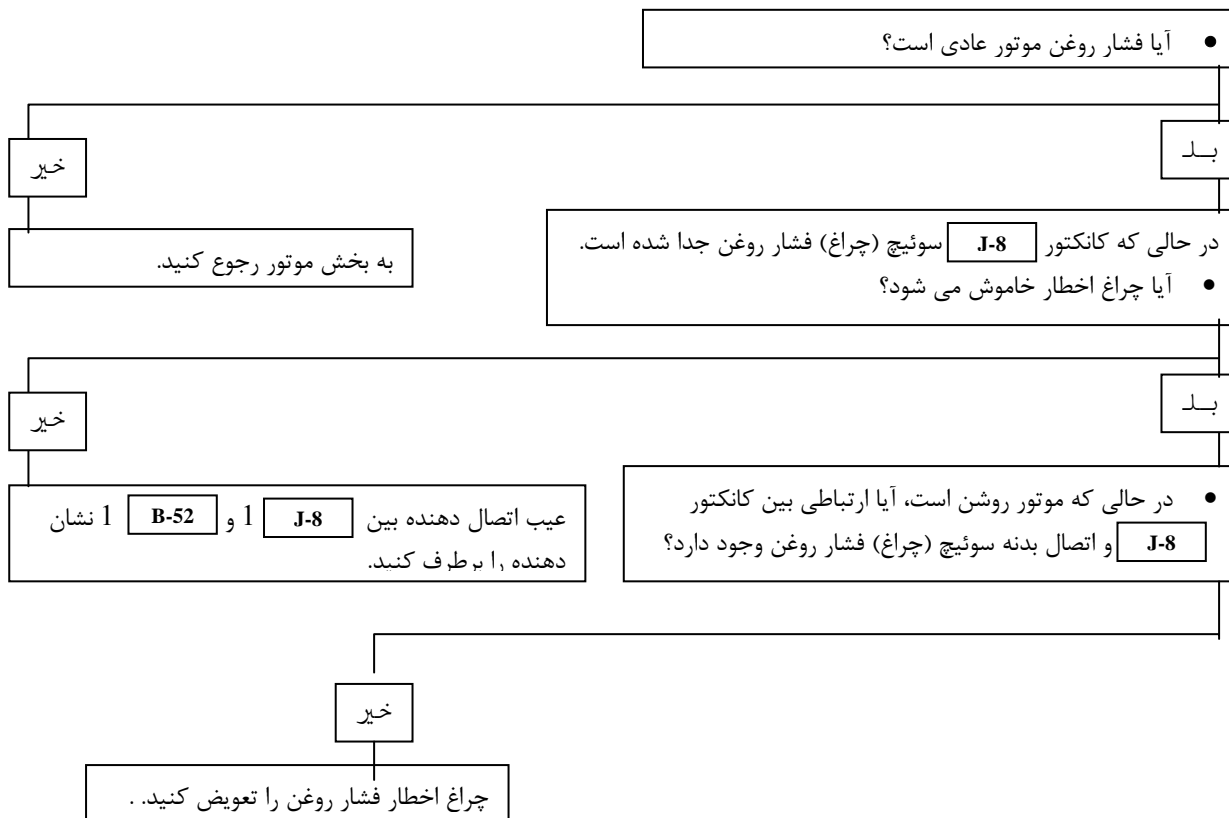 • آیا فشار روغن موتور عادی است؟
بـلـ
خیر
در حالی که کانکتور J-8 سوئیچ (چراغ) فشار روغن جدا شده است.
• آیا چراغ اخطار خاموش می شود؟
به بخش موتور رجوع کنید.
بـلـ
خیر
• در حالی که موتور روشن است، آیا ارتباطی بین کانکتور
J-8 و اتصال بدنه سوئیچ (چراغ) فشار روغن وجود دارد؟
عیب اتصال دهنده بین J-8 1 و B-52 1 نشان
دهنده را برطرف کنید.
خیر
چراغ اخطار فشار روغن را تعویض کنید. .